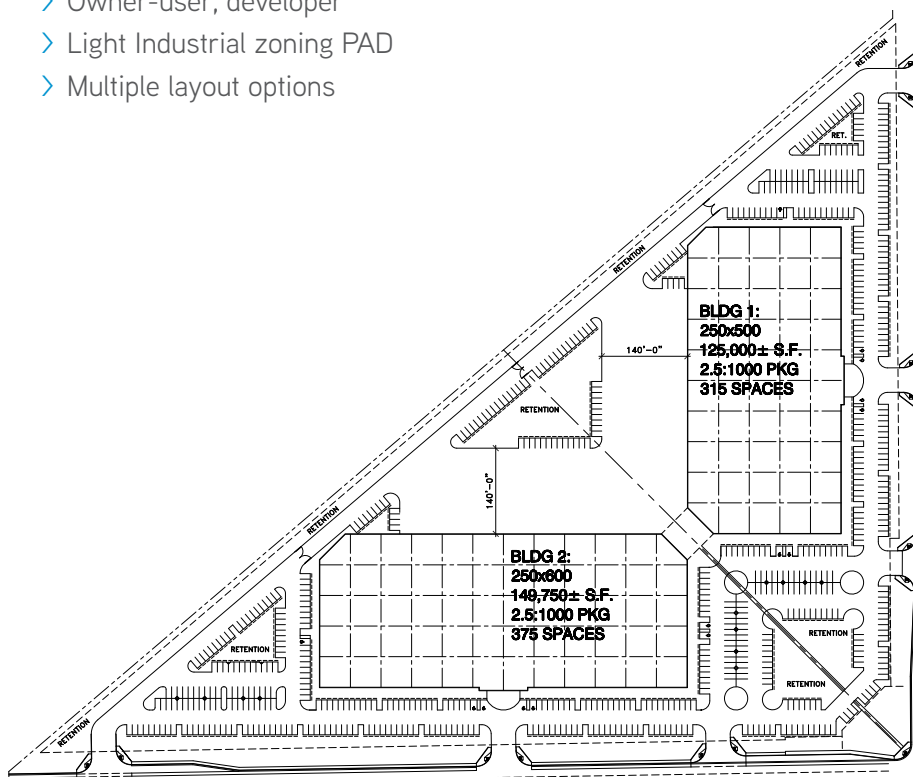 Owner-user, developer
Light Industrial zoning PAD
Multiple layout options
RETENTION
RET.
RETENTION
BLDG 1:
250x500
125,000± S.F.
2.5:1000 PKG
315 SPACES
140'-0"
RETENTION
140'-0"
RETENTION
BLDG 2:
250x600
149,750± S.F.
2.5:1000 PKG
375 SPACES
RETENTION
RETENTION
RETENTION
RETENTION